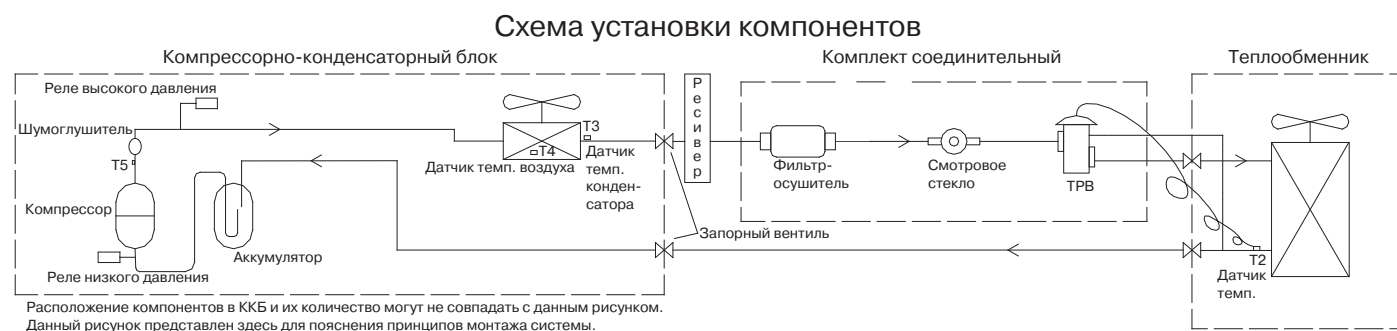 Схема установки компонентов
Компрессорно-конденсаторный блок
Комплект соединительный
Теплообменник
Реле высокого давления
Шумоглушитель
T5
Компрессор
Реле низкого давления
Аккумулятор
T3
T4
Датчик темп. воздуха
Датчик
темп.
конден-
сатора
Ресивер
Запорный вентиль
Фильтр-
осушитель
Смотровое
стекло
ТРВ
T2
Датчик
темп.
Расположение компонентов в ККБ и их количество могут не совпадать с данным рисунком.
Данный рисунок представлен здесь для пояснения принципов монтажа системы.